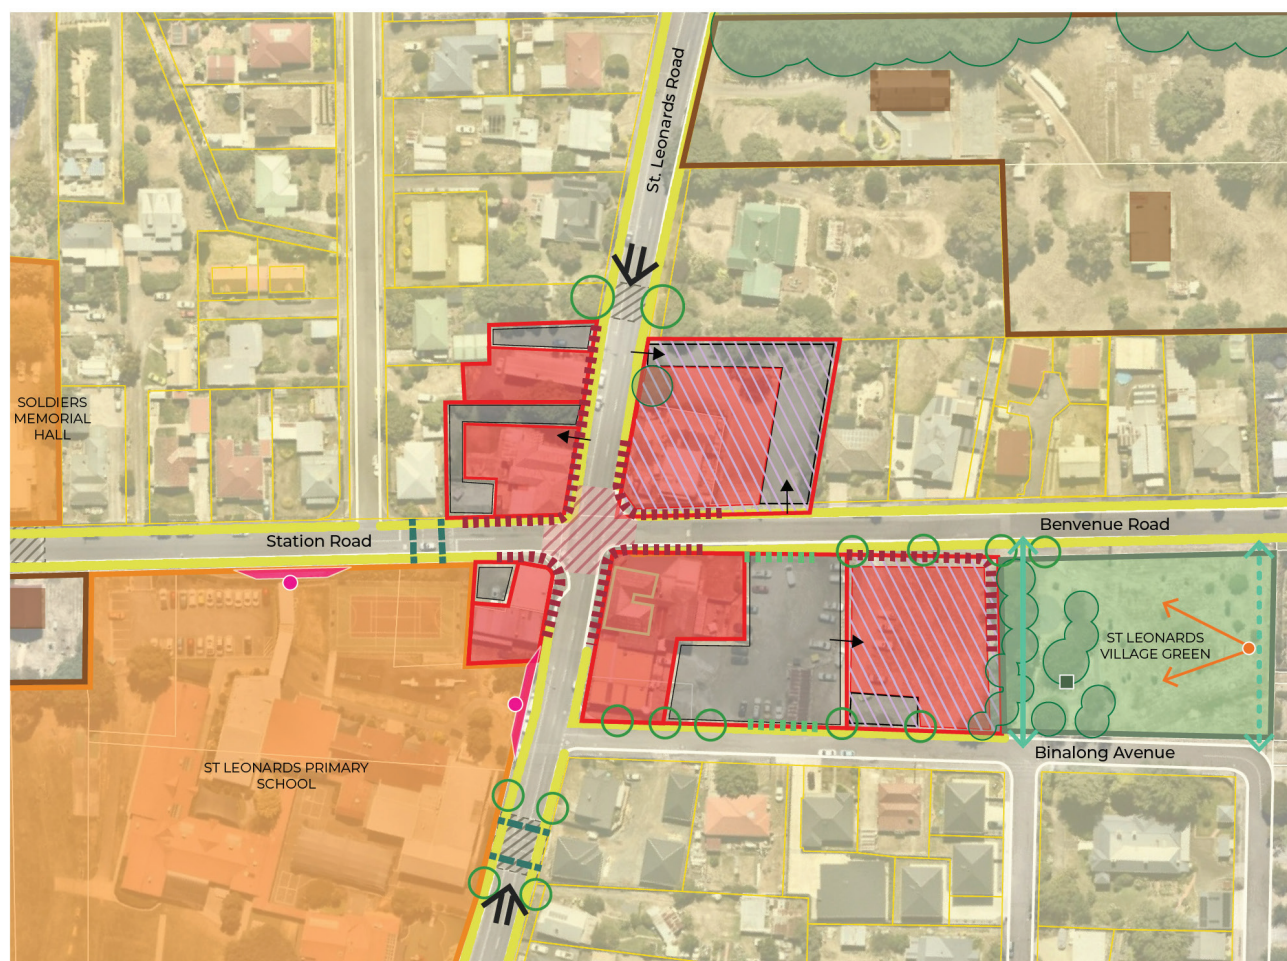 St. Leonards Road
SOLDIERS
MEMORIAL
HALL
Station Road
Benvenue Road
ST LEONARDS
VILLAGE GREEN
Binalong Avenue
ST LEONARDS PRIMARY
SCHOOL